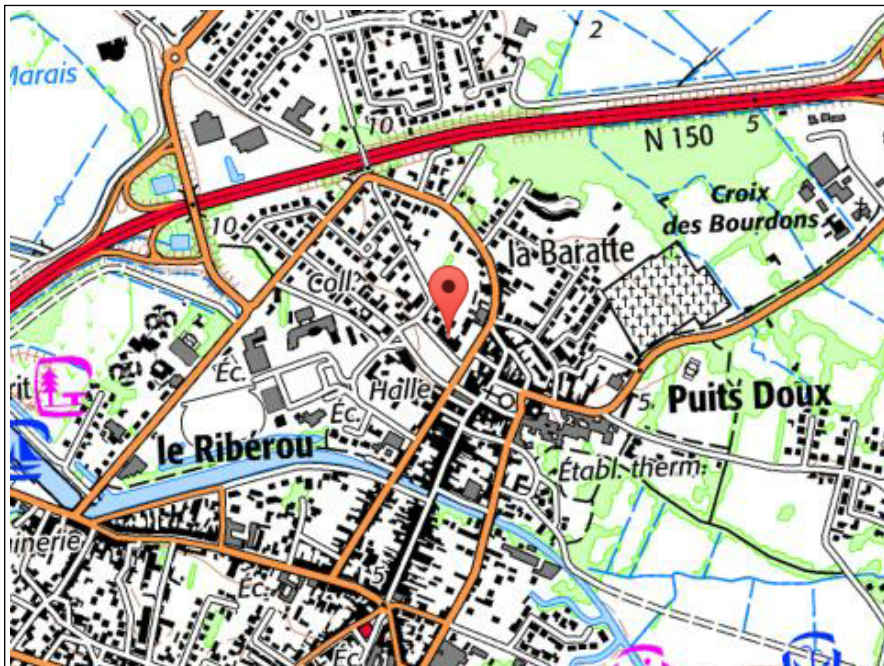 2
Marais
10
5
N 150
Croix
des Bourdons
10
la Baratte
Coll.
Éc.
Halle
Éc.
5
Puits Doux
le Ribérou
Établ. therm.
inerie
5
Éc.
Éc.